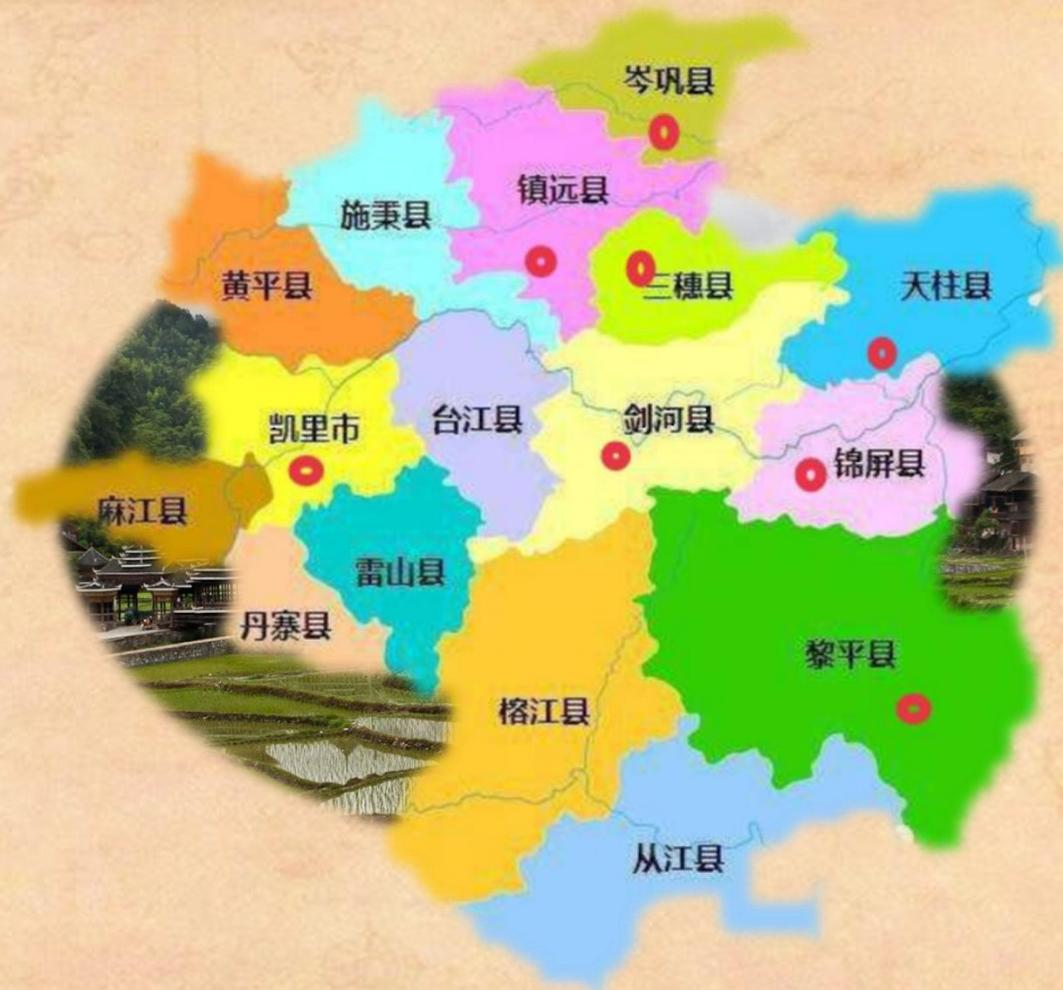 岑巩县
镇远县
施秉县
黄平县
三穗县
天柱县
凯里市
台江县
剑河县
锦屏县
麻江县
雷山县
丹寨县
黎平县
榕江县
从江县